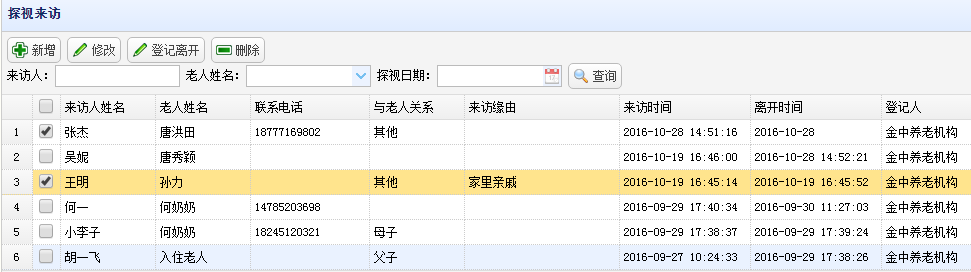 探视来访
新增 修改 登记离开 删除
来访人： 老人姓名： 探视日期： 查询
来访人姓名 老人姓名 联系电话 与老人关系 来访缘由 来访时间 离开时间 登记人
1 张杰 唐洪田 18777169802 其他 2016-10-28 14:51:16 2016-10-28 金中养老机构
2 吴妮 唐秀颖 2016-10-19 16:46:00 2016-10-28 14:52:21 金中养老机构
3 王明 孙力 其他 家里亲戚 2016-10-19 16:45:14 2016-10-19 16:45:52 金中养老机构
4 何一 何奶奶 14785203698 2016-09-29 17:40:34 2016-09-30 11:27:03 金中养老机构
5 小李子 何奶奶 18245120321 母子 2016-09-29 17:38:37 2016-09-29 17:39:24 金中养老机构
6 胡一飞 入住老人 父子 2016-09-27 10:24:33 2016-09-29 17:38:26 金中养老机构